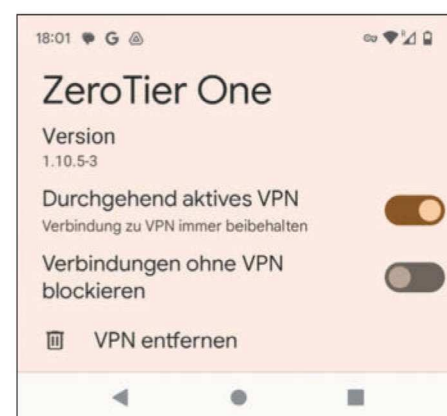 18:01
ZeroTier One
Version
1.10.5-3
Durchgehend aktives VPN
Verbindung zu VPN immer beibehalten
Verbindungen ohne VPN
blockieren
VPN entfernen